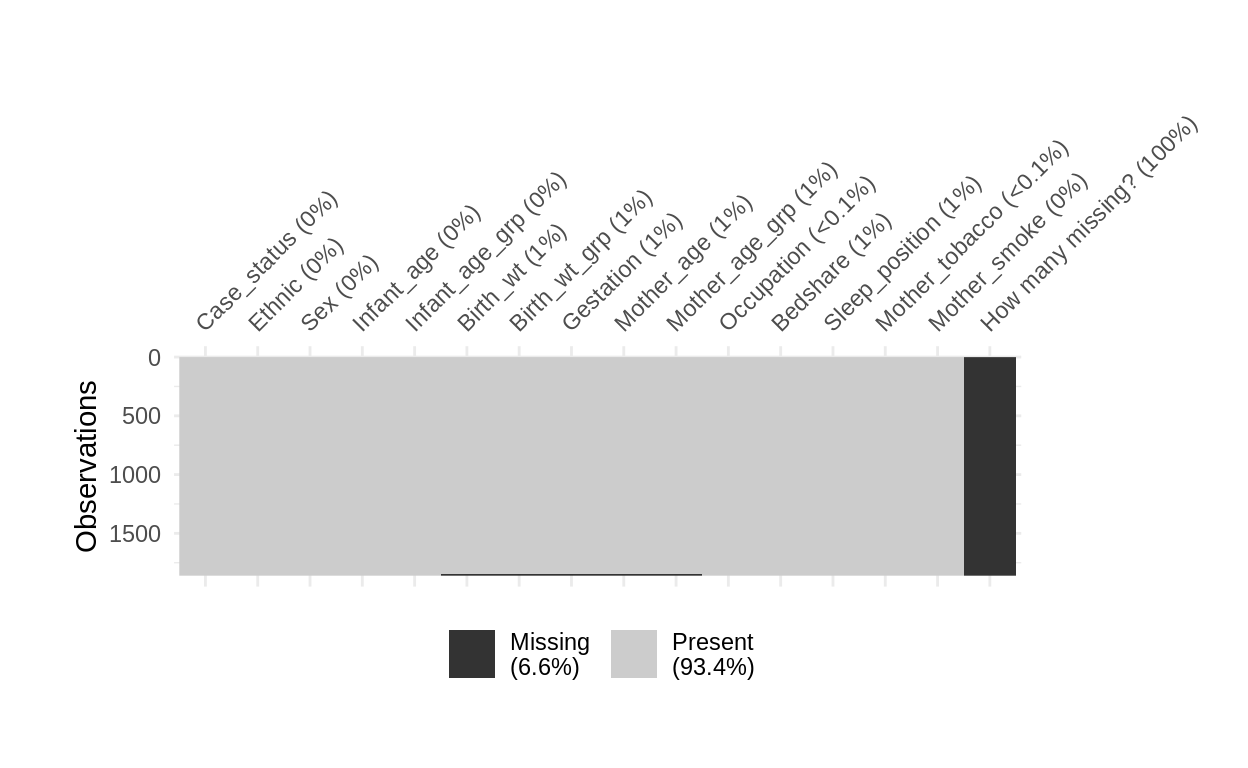 Case_status (0%)
Ethnic (0%)
Sex (0%)
Infant_age (0%)
Infant_age_grp (0%)
Birth_wt (1%)
Birth_wt_grp (1%)
Gestation (1%)
Mother_age (1%)
Mother_age_grp (1%)
Occupation (<0.1%)
Bedshare (1%)
Sleep_position (1%)
Mother_tobacco (<0.1%)
Mother_smoke (0%)
How many missing? (100%)
Observations
0
500
1000
1500
Missing
(6.6%)
Present
(93.4%)